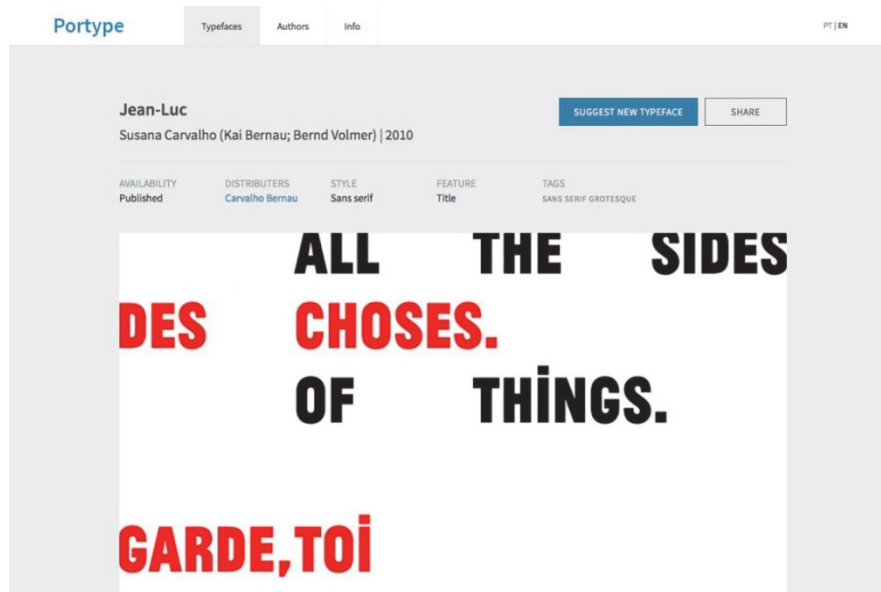 Portype Typefaces Authors Info PT | EN
Jean-Luc
Susana Carvalho (Kai Bernau; Bernd Volmer) | 2010
SUGGEST NEW TYPEFACE SHARE
AVAILABILITY DISTRIBUTERS STYLE FEATURE TAGS
Published Carvalho Bernau Sans serif Title SANS SERIF GROTESQUE
ALL THE SIDES
DES CHOSES.
OF THİNGS.
GARDE,TOİ